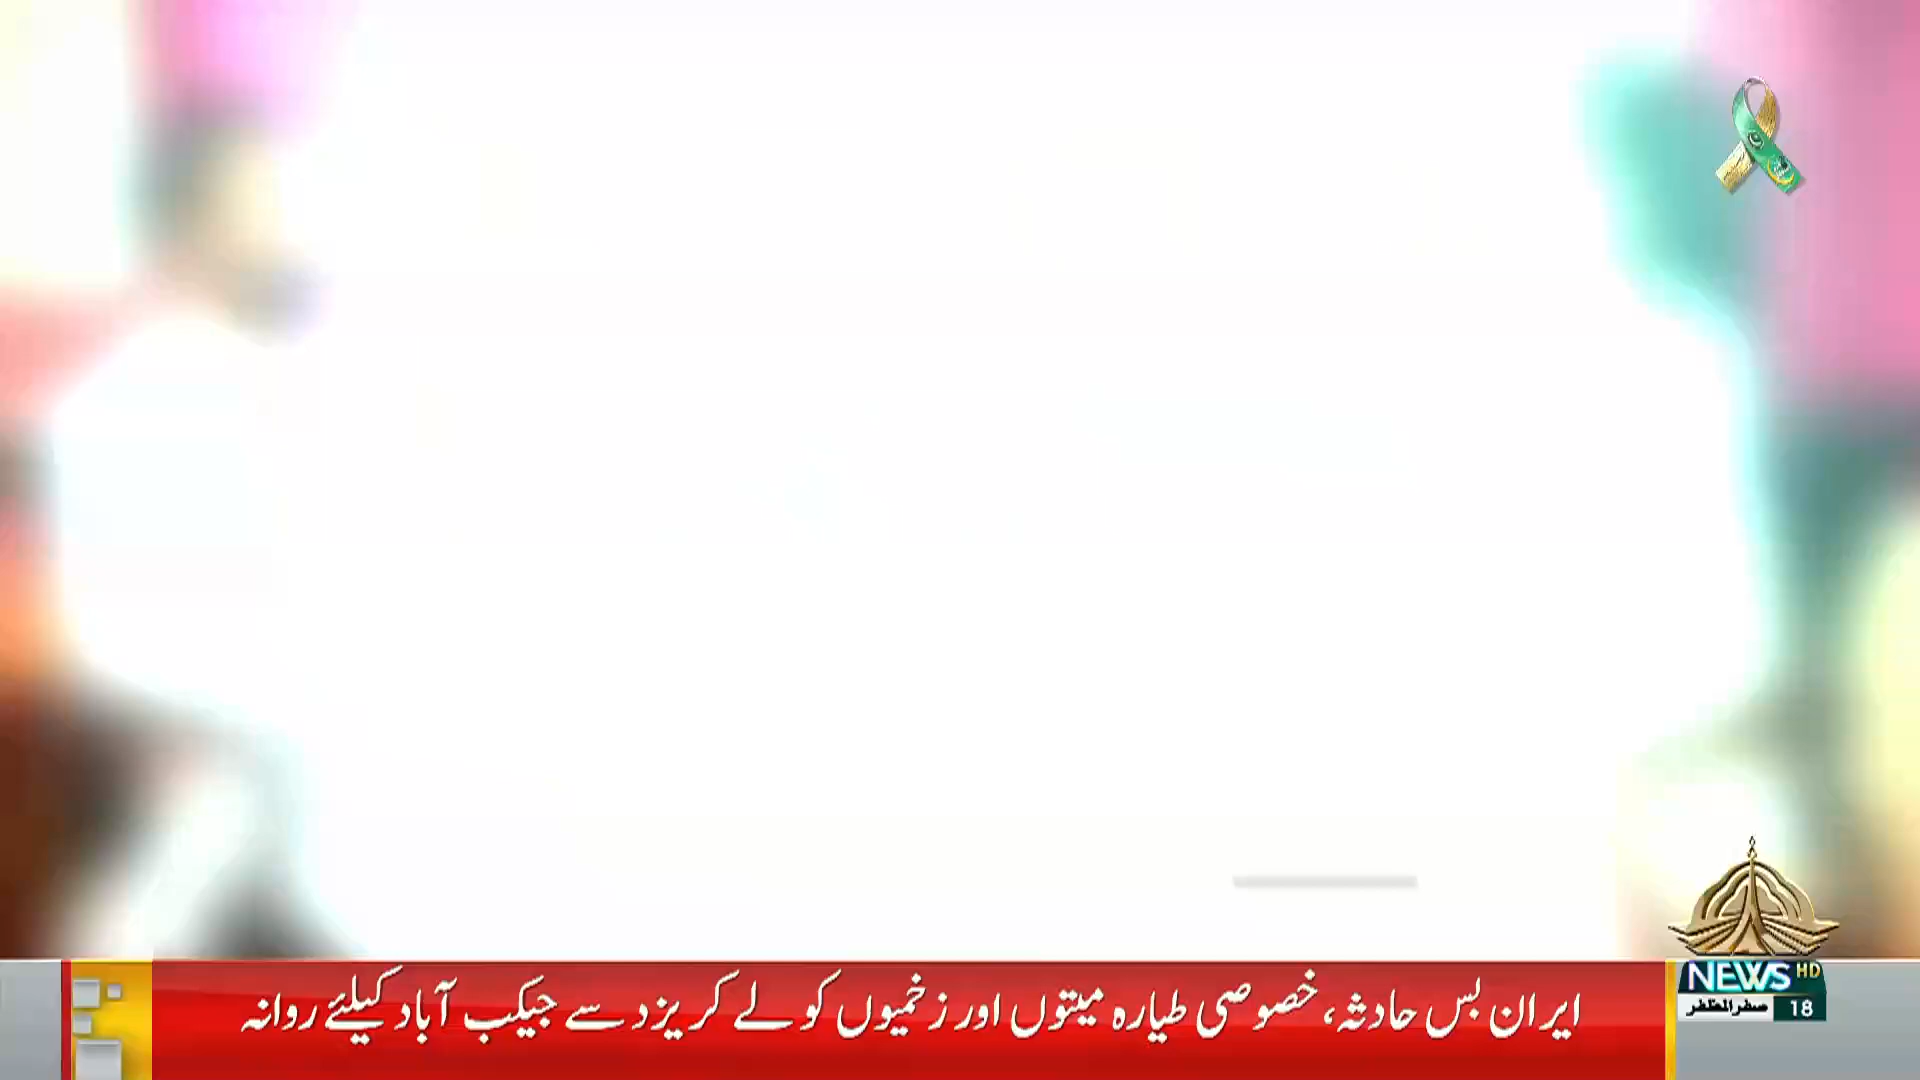 ایران بس حادثہ، خصوصی طیارہ میتوں اور زخمیوں کو لے کر یزد سے جیکب آباد کیلئے روانہ
NEWS HD
صفر المظفر 18